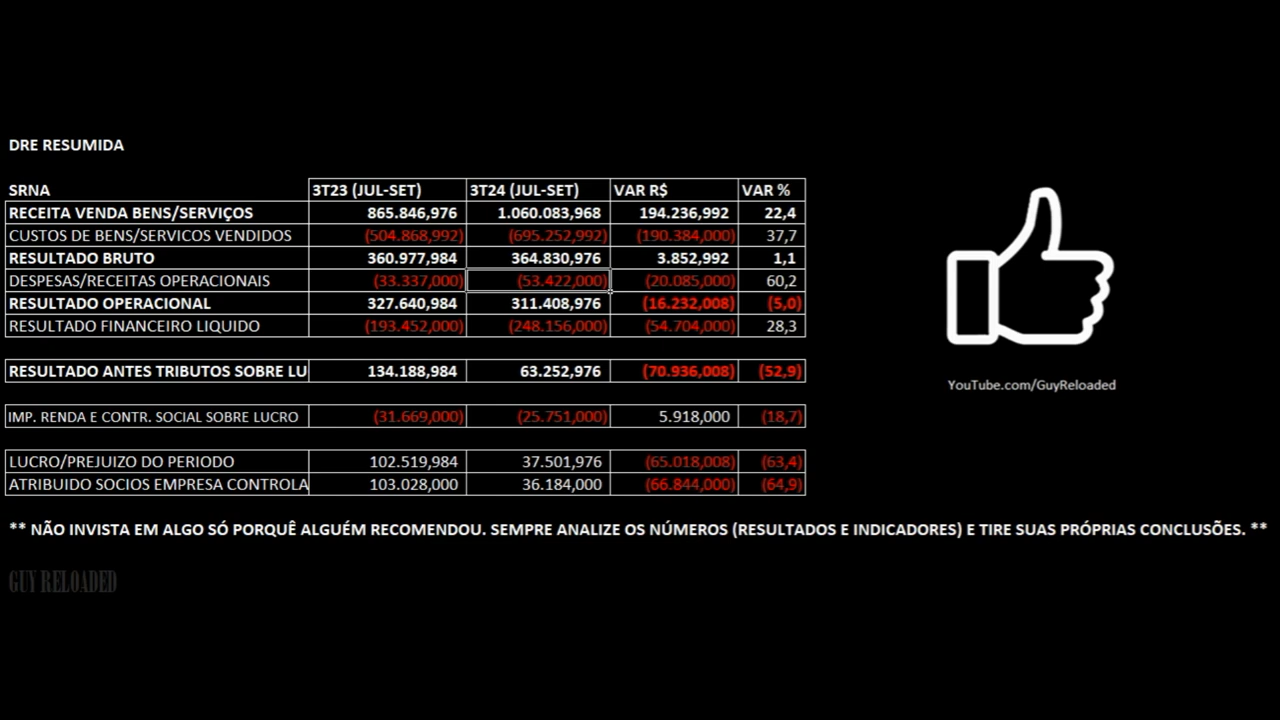 DRE RESUMIDA
SRNA 3T23 (JUL-SET) 3T24 (JUL-SET) VAR R$ VAR %
RECEITA VENDA BENS/SERVIÇOS 865.846,976 1.060.083,968 194.236,992 22,4
CUSTOS DE BENS/SERVICOS VENDIDOS (504.868,992) (695.252,992) (190.384,000) 37,7
RESULTADO BRUTO 360.977,984 364.830,976 3.852,992 1,1
DESPESAS/RECEITAS OPERACIONAIS (33.337,000) (53.422,000) (20.085,000) 60,2
RESULTADO OPERACIONAL 327.640,984 311.408,976 (16.232,008) (5,0)
RESULTADO FINANCEIRO LIQUIDO (193.452,000) (248.156,000) (54.704,000) 28,3
RESULTADO ANTES TRIBUTOS SOBRE LU 134.188,984 63.252,976 (70.936,008) (52,9)
IMP. RENDA E CONTR. SOCIAL SOBRE LUCRO (31.669,000) (25.751,000) 5.918,000 (18,7)
LUCRO/PREJUIZO DO PERIODO 102.519,984 37.501,976 (65.018,008) (63,4)
ATRIBUIDO SOCIOS EMPRESA CONTROLA 103.028,000 36.184,000 (66.844,000) (64,9)
YouTube.com/GuyReloaded
** NÃO INVISTA EM ALGO SÓ PORQUÊ ALGUÉM RECOMENDOU. SEMPRE ANALIZE OS NÚMEROS (RESULTADOS E INDICADORES) E TIRE SUAS PRÓPRIAS CONCLUSÕES. **
GUY RELOADED